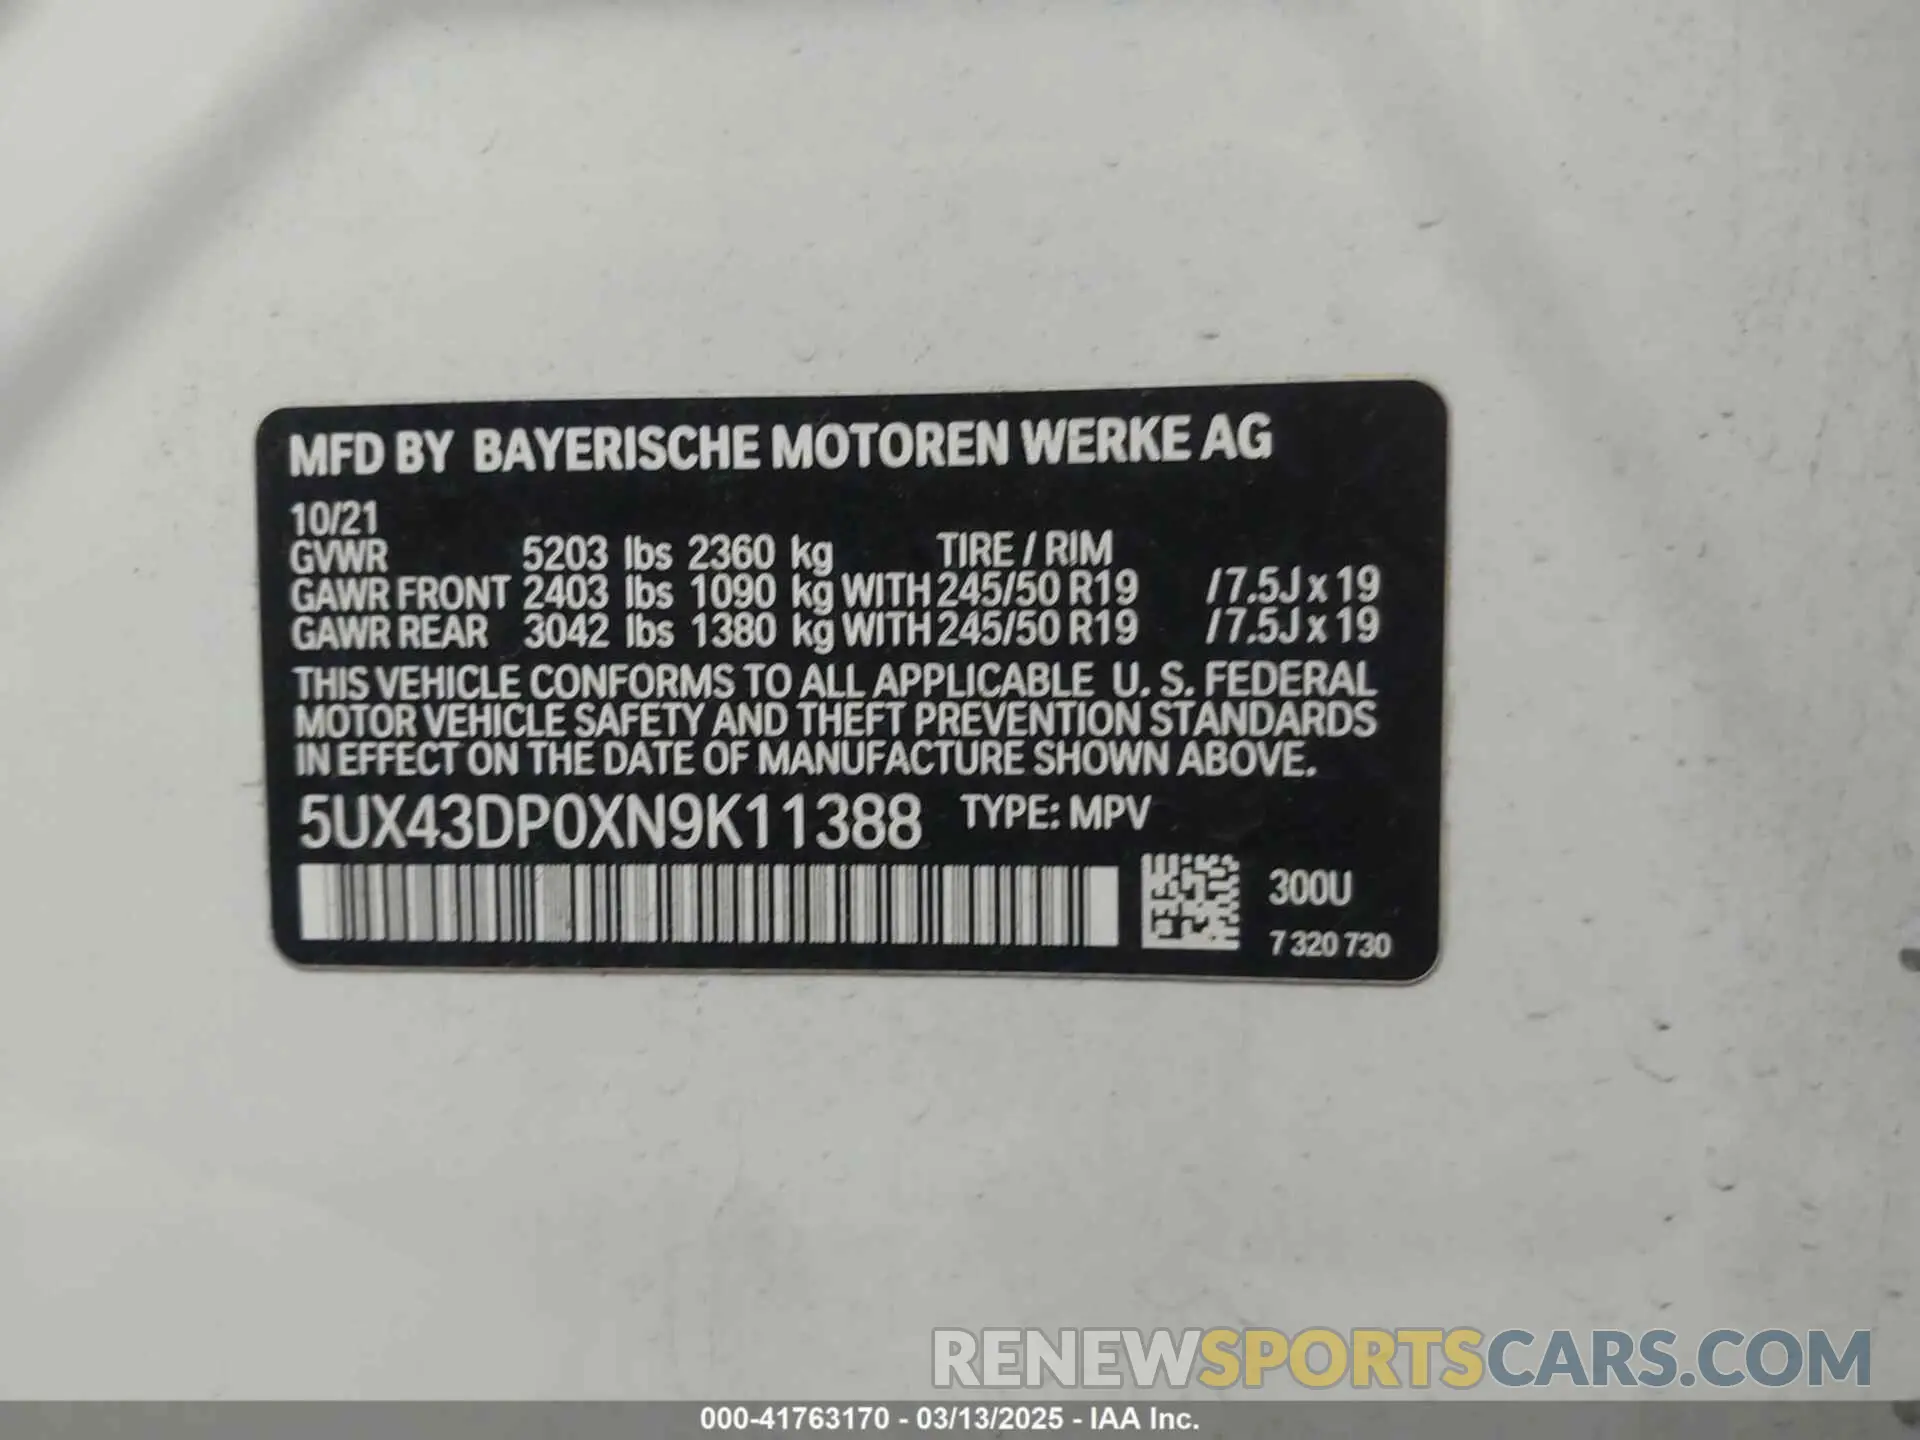 MFD BY BAYERISCHE MOTOREN WERKE AG
10/21
GVWR 5203 lbs 2360 kg TIRE / RIM
GAWR FRONT 2403 lbs 1090 kg WITH 245/50 R19 / 7.5J x 19
GAWR REAR 3042 lbs 1380 kg WITH 245/50 R19 / 7.5J x 19
THIS VEHICLE CONFORMS TO ALL APPLICABLE U. S. FEDERAL
MOTOR VEHICLE SAFETY AND THEFT PREVENTION STANDARDS
IN EFFECT ON THE DATE OF MANUFACTURE SHOWN ABOVE.
5UX43DP0XN9K11388 TYPE: MPV
300U
7 320 730
RENEWSPORTSCARS.COM
000-41763170 - 03/13/2025 - IAA Inc.